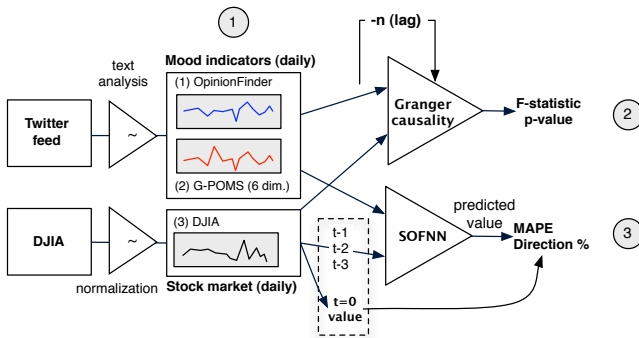 1
-n (lag)
text
analysis
Mood indicators (daily)
(1) OpinionFinder
Twitter
feed
~
Granger
causality
F-statistic
p-value
2
(2) G-POMS (6 dim.)
DJIA
~
(3) DJIA
t-1
t-2
t-3
SOFNN
predicted
value
MAPE
Direction %
3
normalization
Stock market (daily)
t=0
value